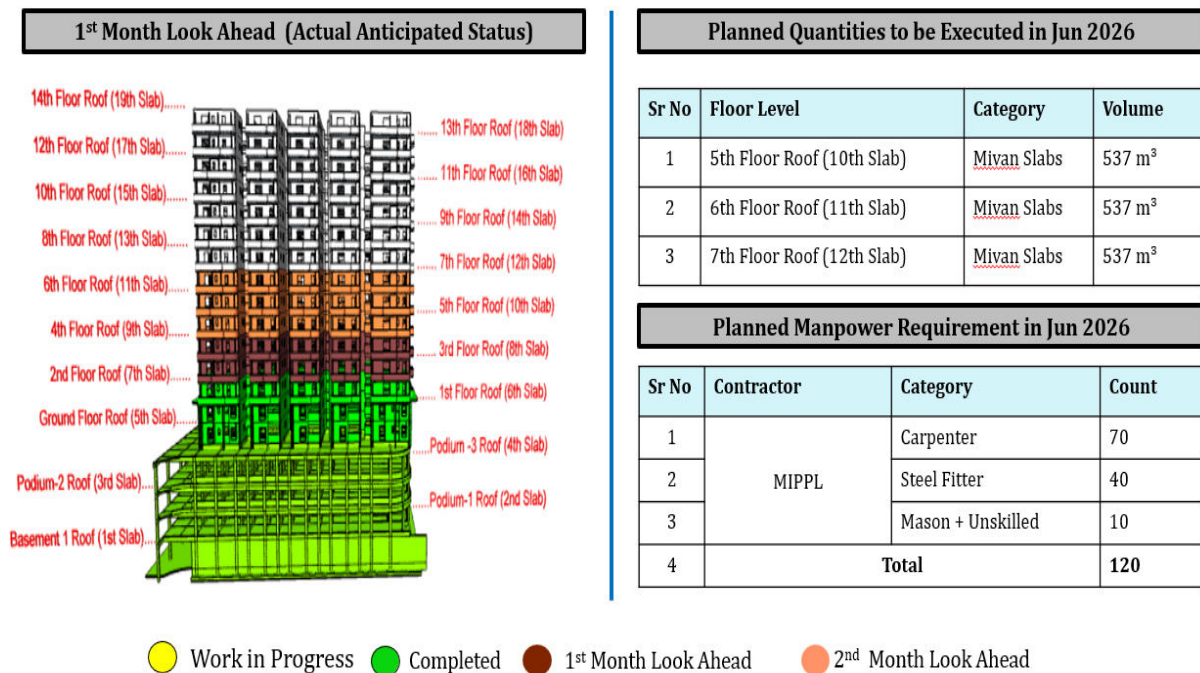 1st Month Look Ahead (Actual Anticipated Status)
14th Floor Roof (19th Slab).......
12th Floor Roof (17th Slab)......
10th Floor Roof (15th Slab)......
8th Floor Roof (13th Slab)......
6th Floor Roof (11th Slab)......
4th Floor Roof (9th Slab)......
2nd Floor Roof (7th Slab)......
Ground Floor Roof (5th Slab)......
Podium-2 Roof (3rd Slab)......
Basement 1 Roof (1st Slab)....
...... 13th Floor Roof (18th Slab)
...... 11th Floor Roof (16th Slab)
...... 9th Floor Roof (14th Slab)
...... 7th Floor Roof (12th Slab)
...... 5th Floor Roof (10th Slab)
...... 3rd Floor Roof (8th Slab)
...... 1st Floor Roof (6th Slab)
......Podium -3 Roof (4th Slab)
......Podium-1 Roof (2nd Slab)
Planned Quantities to be Executed in Jun 2026
Sr No Floor Level Category Volume
1 5th Floor Roof (10th Slab) Mivan Slabs 537 m³
2 6th Floor Roof (11th Slab) Mivan Slabs 537 m³
3 7th Floor Roof (12th Slab) Mivan Slabs 537 m³
Planned Manpower Requirement in Jun 2026
Sr No Contractor Category Count
1 Carpenter 70
2 MIPPL Steel Fitter 40
3 Mason + Unskilled 10
4 Total 120
Work in Progress Completed 1st Month Look Ahead 2nd Month Look Ahead